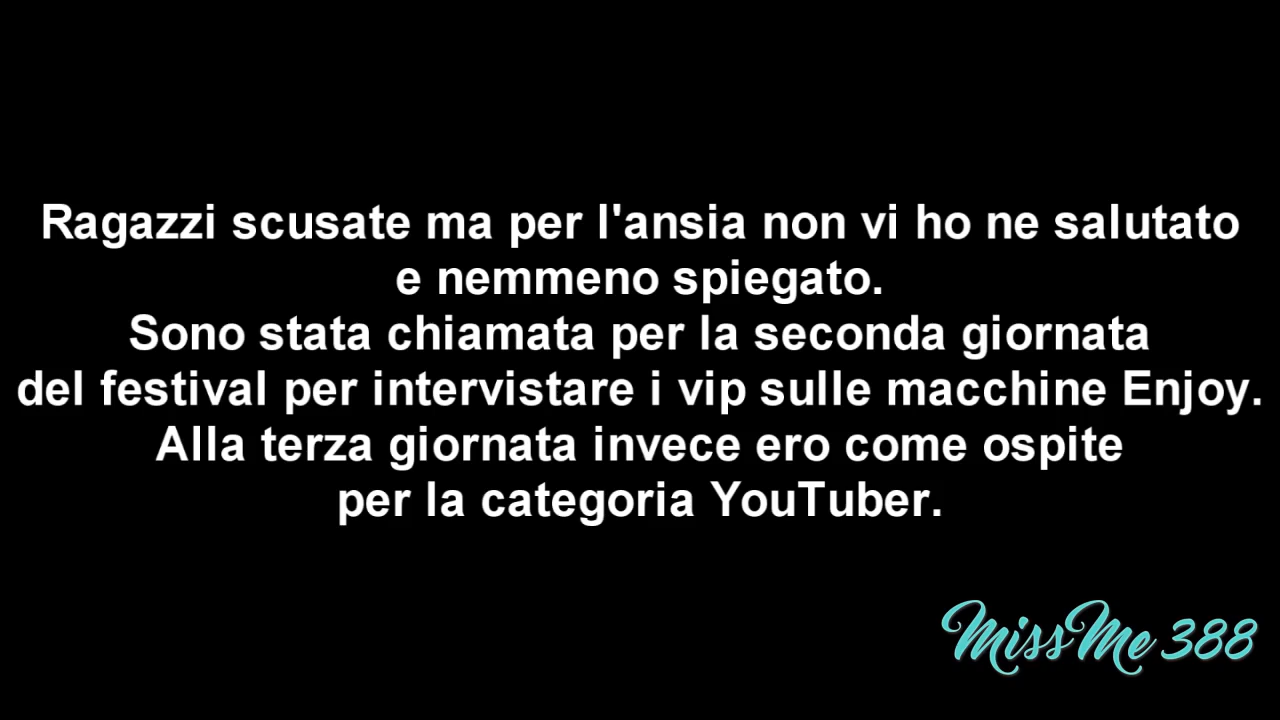 Ragazzi scusate ma per l'ansia non vi ho ne salutato
e nemmeno spiegato.
Sono stata chiamata per la seconda giornata
del festival per intervistare i vip sulle macchine Enjoy.
Alla terza giornata invece ero come ospite
per la categoria YouTuber.
MissMe 388